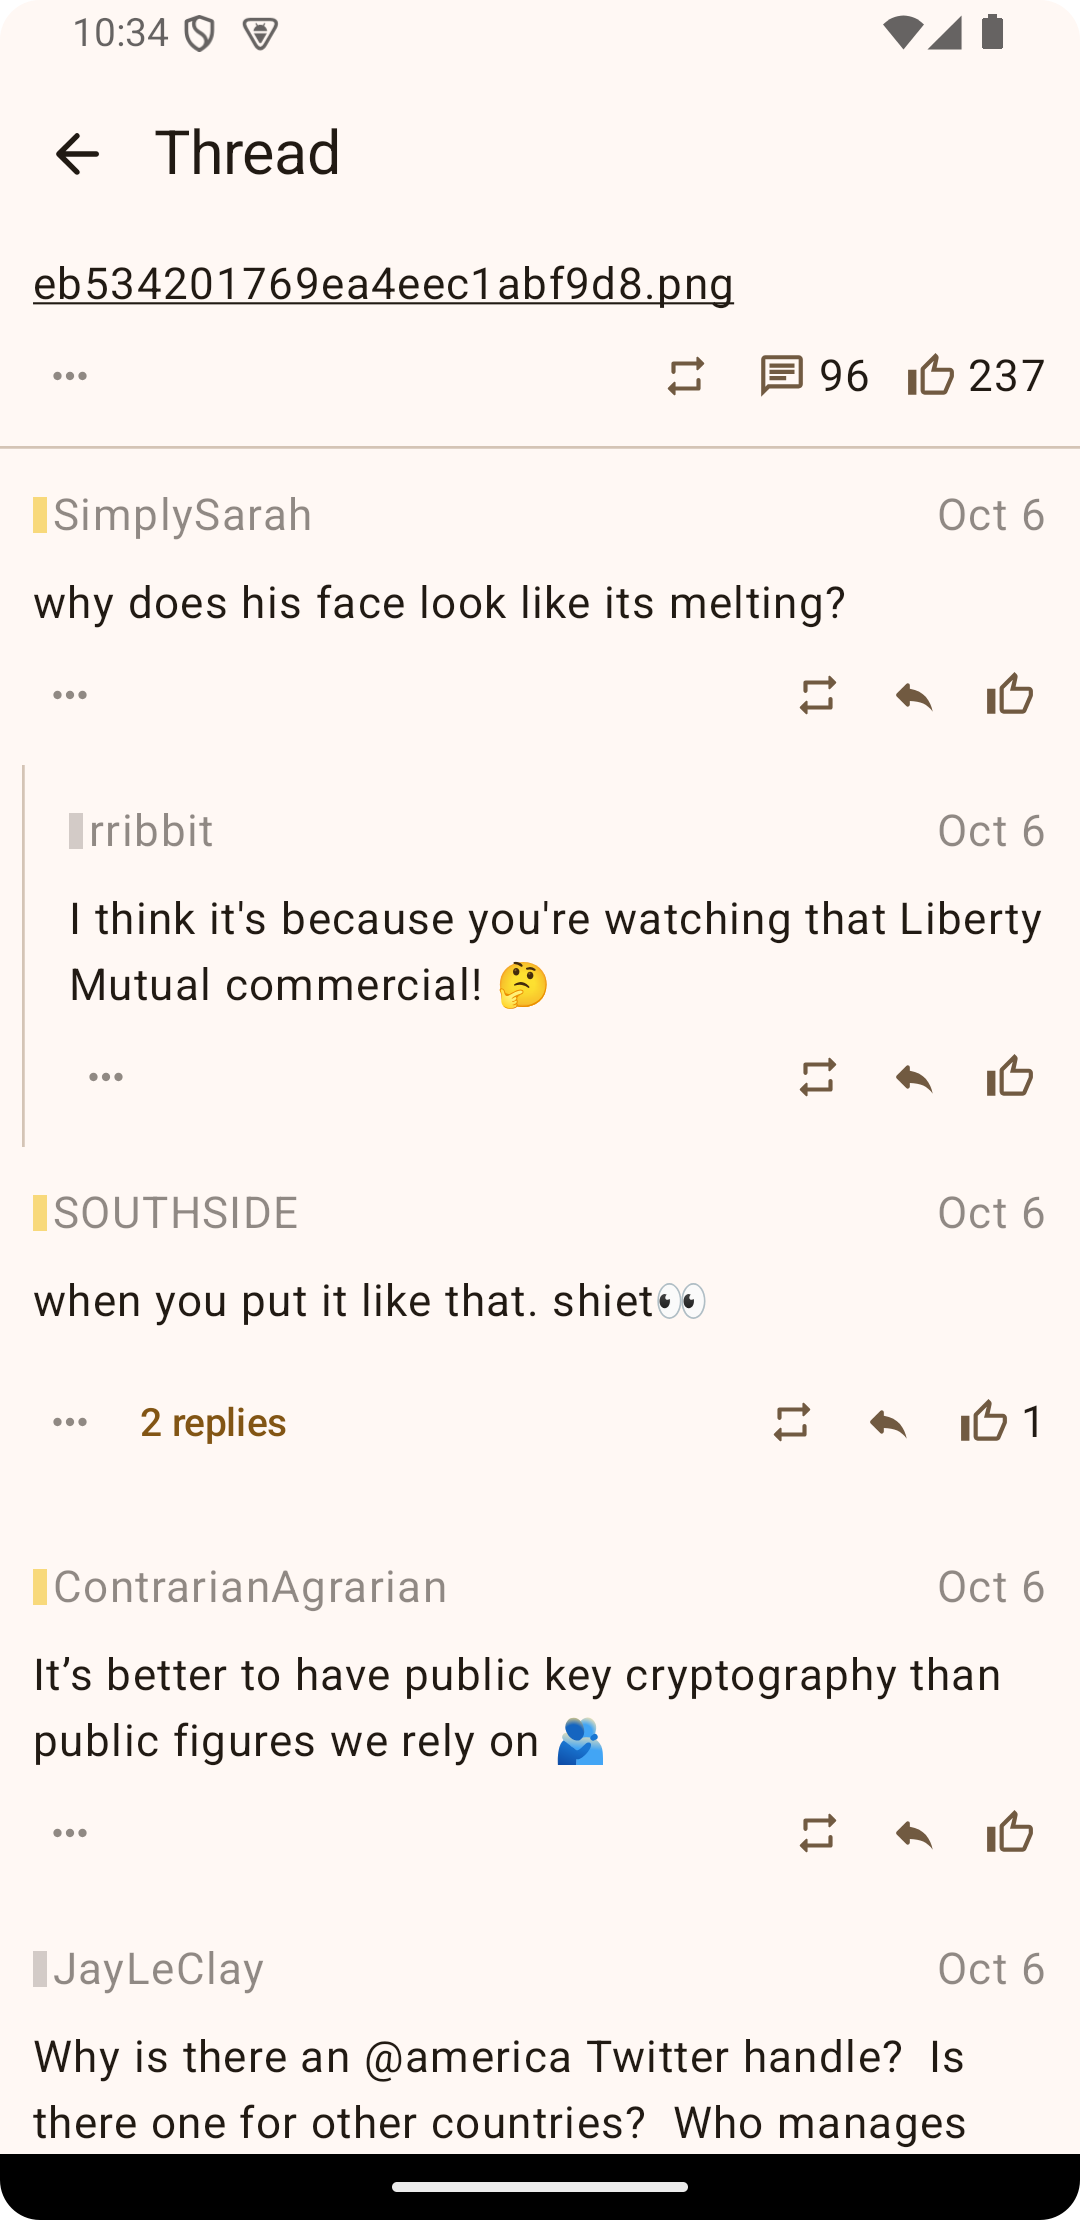 10:34
Thread
eb534201769ea4eec1abf9d8.png
96
237
SimplySarah
Oct 6
why does his face look like its melting?
rribbit
Oct 6
I think it's because you're watching that Liberty
Mutual commercial! 🤔
SOUTHSIDE
Oct 6
when you put it like that. shiet👀
2 replies
1
ContrarianAgrarian
Oct 6
It’s better to have public key cryptography than
public figures we rely on 🫂
JayLeClay
Oct 6
Why is there an @america Twitter handle?  Is
there one for other countries?  Who manages